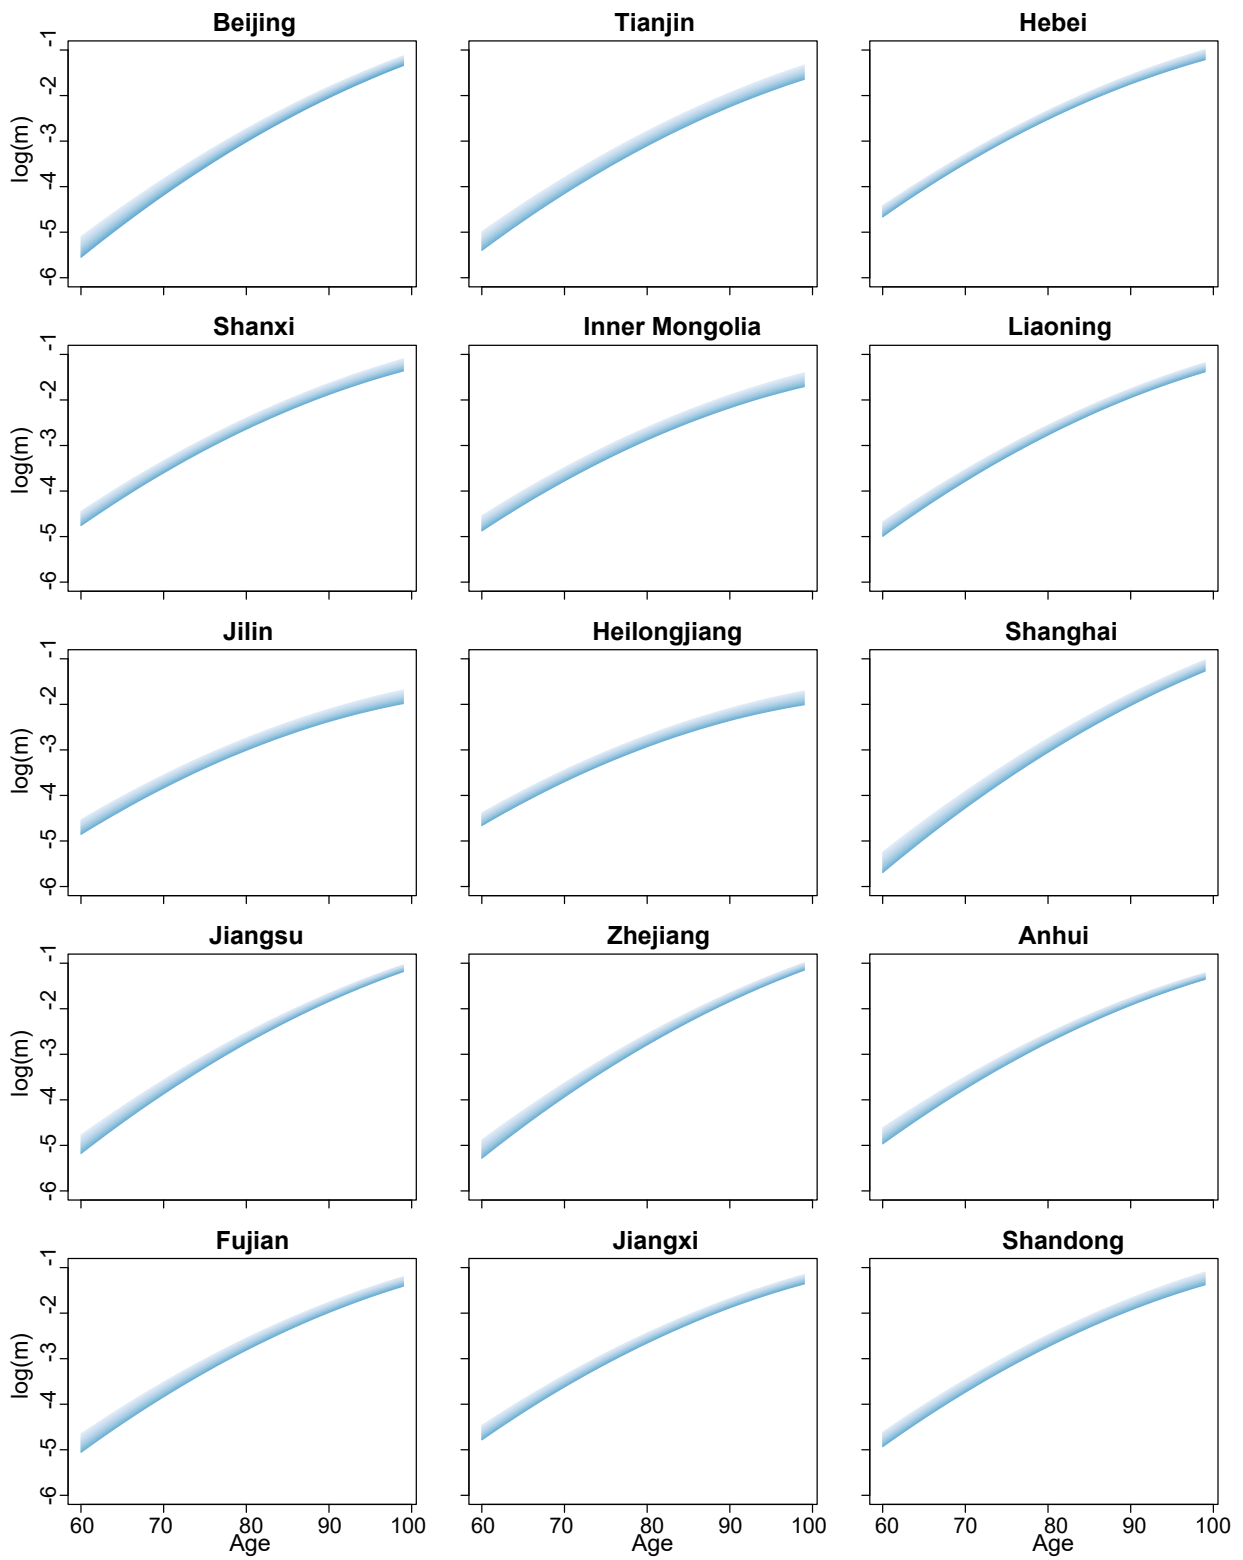 Beijing Tianjin Hebei
-1
-2
-3
-4
-5
-6
log(m)
Shanxi Inner Mongolia Liaoning
-1
-2
-3
-4
-5
-6
log(m)
Jilin Heilongjiang Shanghai
-1
-2
-3
-4
-5
-6
log(m)
Jiangsu Zhejiang Anhui
-1
-2
-3
-4
-5
-6
log(m)
Fujian Jiangxi Shandong
-1
-2
-3
-4
-5
-6
log(m)
60 70 80 90 100 60 70 80 90 100 60 70 80 90 100
Age Age Age